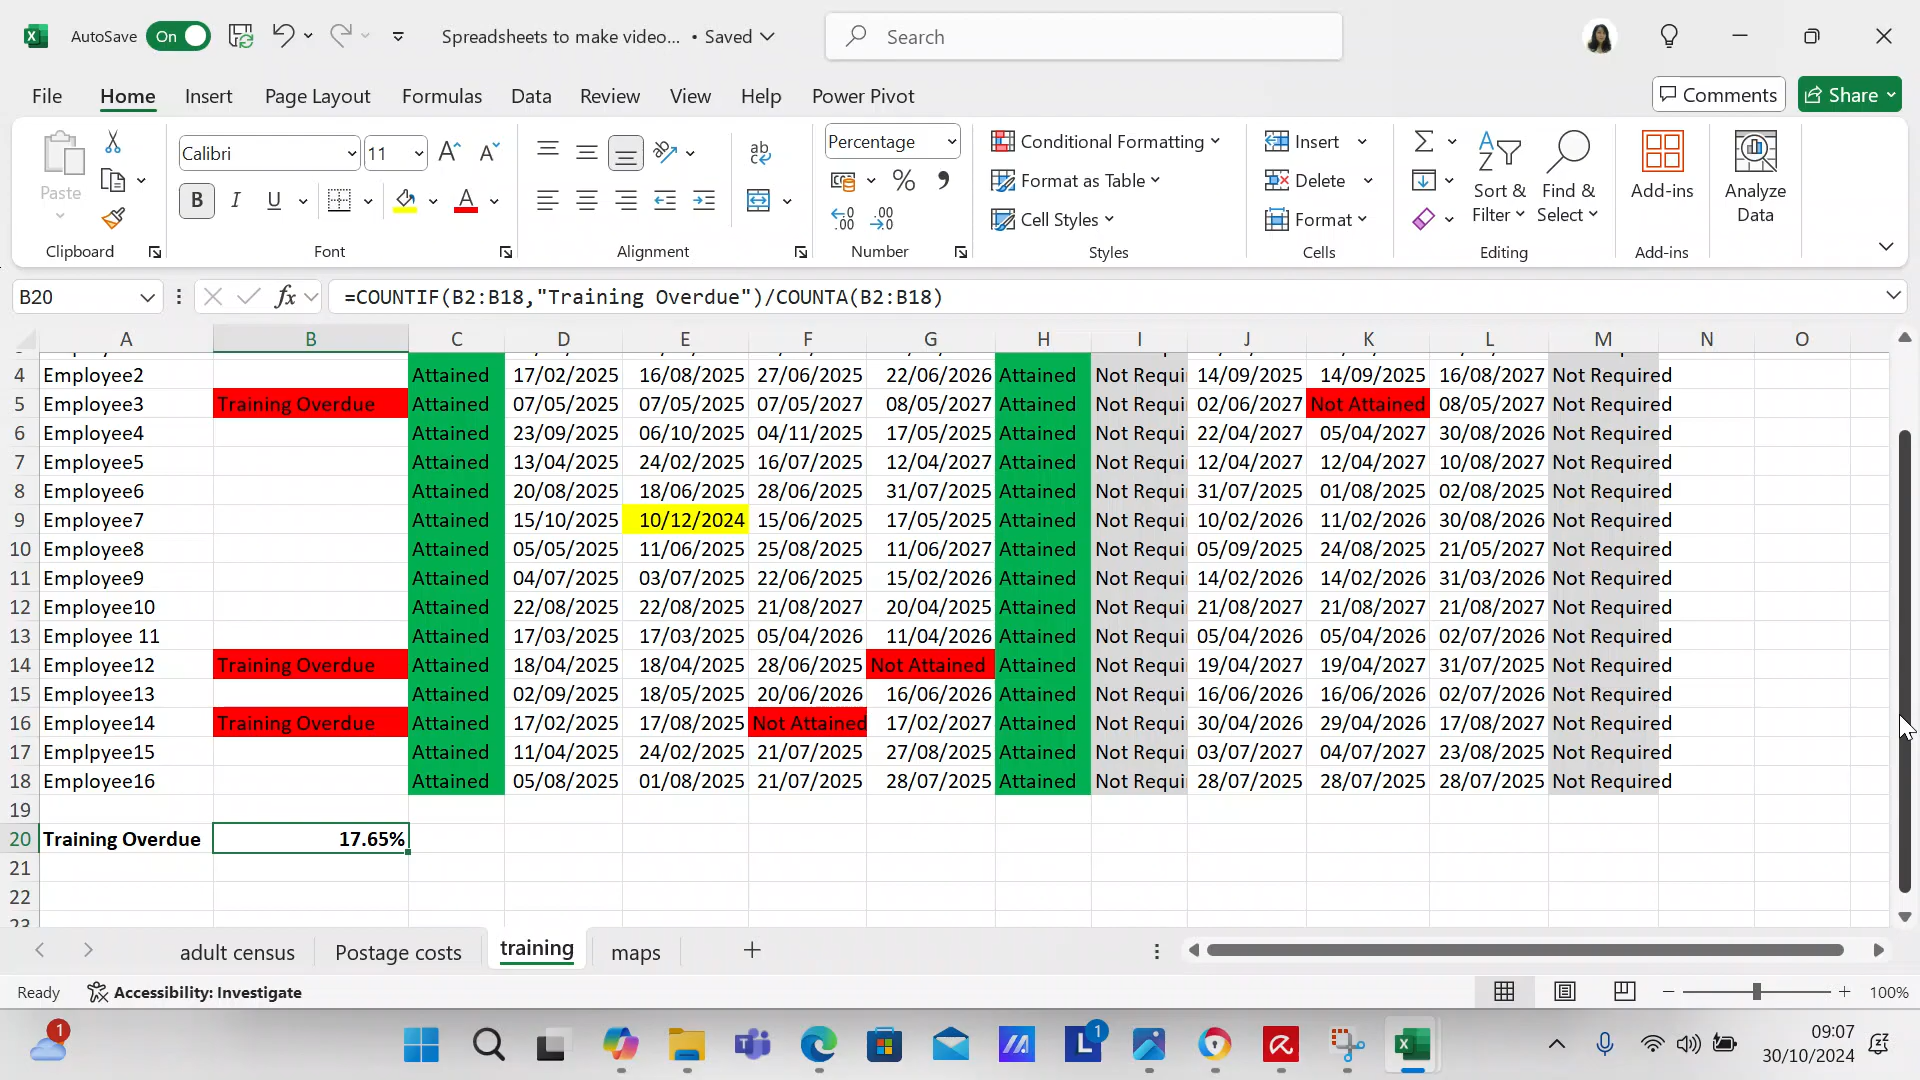 AutoSave On Spreadsheets to make video... • Saved Search
File Home Insert Page Layout Formulas Data Review View Help Power Pivot Comments Share
Paste Calibri 11 Percentage Conditional Formatting Format as Table Cell Styles Insert Delete Format Sort & Filter Find & Select Add-ins Analyze Data
Clipboard Font Alignment Number Styles Cells Editing Add-ins
B20 fx =COUNTIF(B2:B18,"Training Overdue")/COUNTA(B2:B18)
A B C D E F G H I J K L M N O
4 Employee2 Attained 17/02/2025 16/08/2025 27/06/2025 22/06/2026 Attained Not Requi 14/09/2025 14/09/2025 16/08/2027 Not Required
5 Employee3 Training Overdue Attained 07/05/2025 07/05/2025 07/05/2027 08/05/2027 Attained Not Requi 02/06/2027 Not Attained 08/05/2027 Not Required
6 Employee4 Attained 23/09/2025 06/10/2025 04/11/2025 17/05/2025 Attained Not Requi 22/04/2027 05/04/2027 30/08/2026 Not Required
7 Employee5 Attained 13/04/2025 24/02/2025 16/07/2025 12/04/2027 Attained Not Requi 12/04/2027 12/04/2027 10/08/2027 Not Required
8 Employee6 Attained 20/08/2025 18/06/2025 28/06/2025 31/07/2025 Attained Not Requi 31/07/2025 01/08/2025 02/08/2025 Not Required
9 Employee7 Attained 15/10/2025 10/12/2024 15/06/2025 17/05/2025 Attained Not Requi 10/02/2026 11/02/2026 30/08/2026 Not Required
10 Employee8 Attained 05/05/2025 11/06/2025 25/08/2025 11/06/2027 Attained Not Requi 05/09/2025 24/08/2025 21/05/2027 Not Required
11 Employee9 Attained 04/07/2025 03/07/2025 22/06/2025 15/02/2026 Attained Not Requi 14/02/2026 14/02/2026 31/03/2026 Not Required
12 Employee10 Attained 22/08/2025 22/08/2025 21/08/2027 20/04/2025 Attained Not Requi 21/08/2027 21/08/2027 21/08/2027 Not Required
13 Employee 11 Attained 17/03/2025 17/03/2025 05/04/2026 11/04/2026 Attained Not Requi 05/04/2026 05/04/2026 02/07/2026 Not Required
14 Employee12 Training Overdue Attained 18/04/2025 18/04/2025 28/06/2025 Not Attained Attained Not Requi 19/04/2027 19/04/2027 31/07/2025 Not Required
15 Employee13 Attained 02/09/2025 18/05/2025 20/06/2026 16/06/2026 Attained Not Requi 16/06/2026 16/06/2026 02/07/2026 Not Required
16 Employee14 Training Overdue Attained 17/02/2025 17/08/2025 Not Attained 17/02/2027 Attained Not Requi 30/04/2026 29/04/2026 17/08/2027 Not Required
17 Emplpyee15 Attained 11/04/2025 24/02/2025 21/07/2025 27/08/2025 Attained Not Requi 03/07/2027 04/07/2027 23/08/2025 Not Required
18 Employee16 Attained 05/08/2025 01/08/2025 21/07/2025 28/07/2025 Attained Not Requi 28/07/2025 28/07/2025 28/07/2025 Not Required
19
20 Training Overdue 17.65%
21
22
23
adult census Postage costs training maps
Ready Accessibility: Investigate 100%
1 1 09:07
30/10/2024